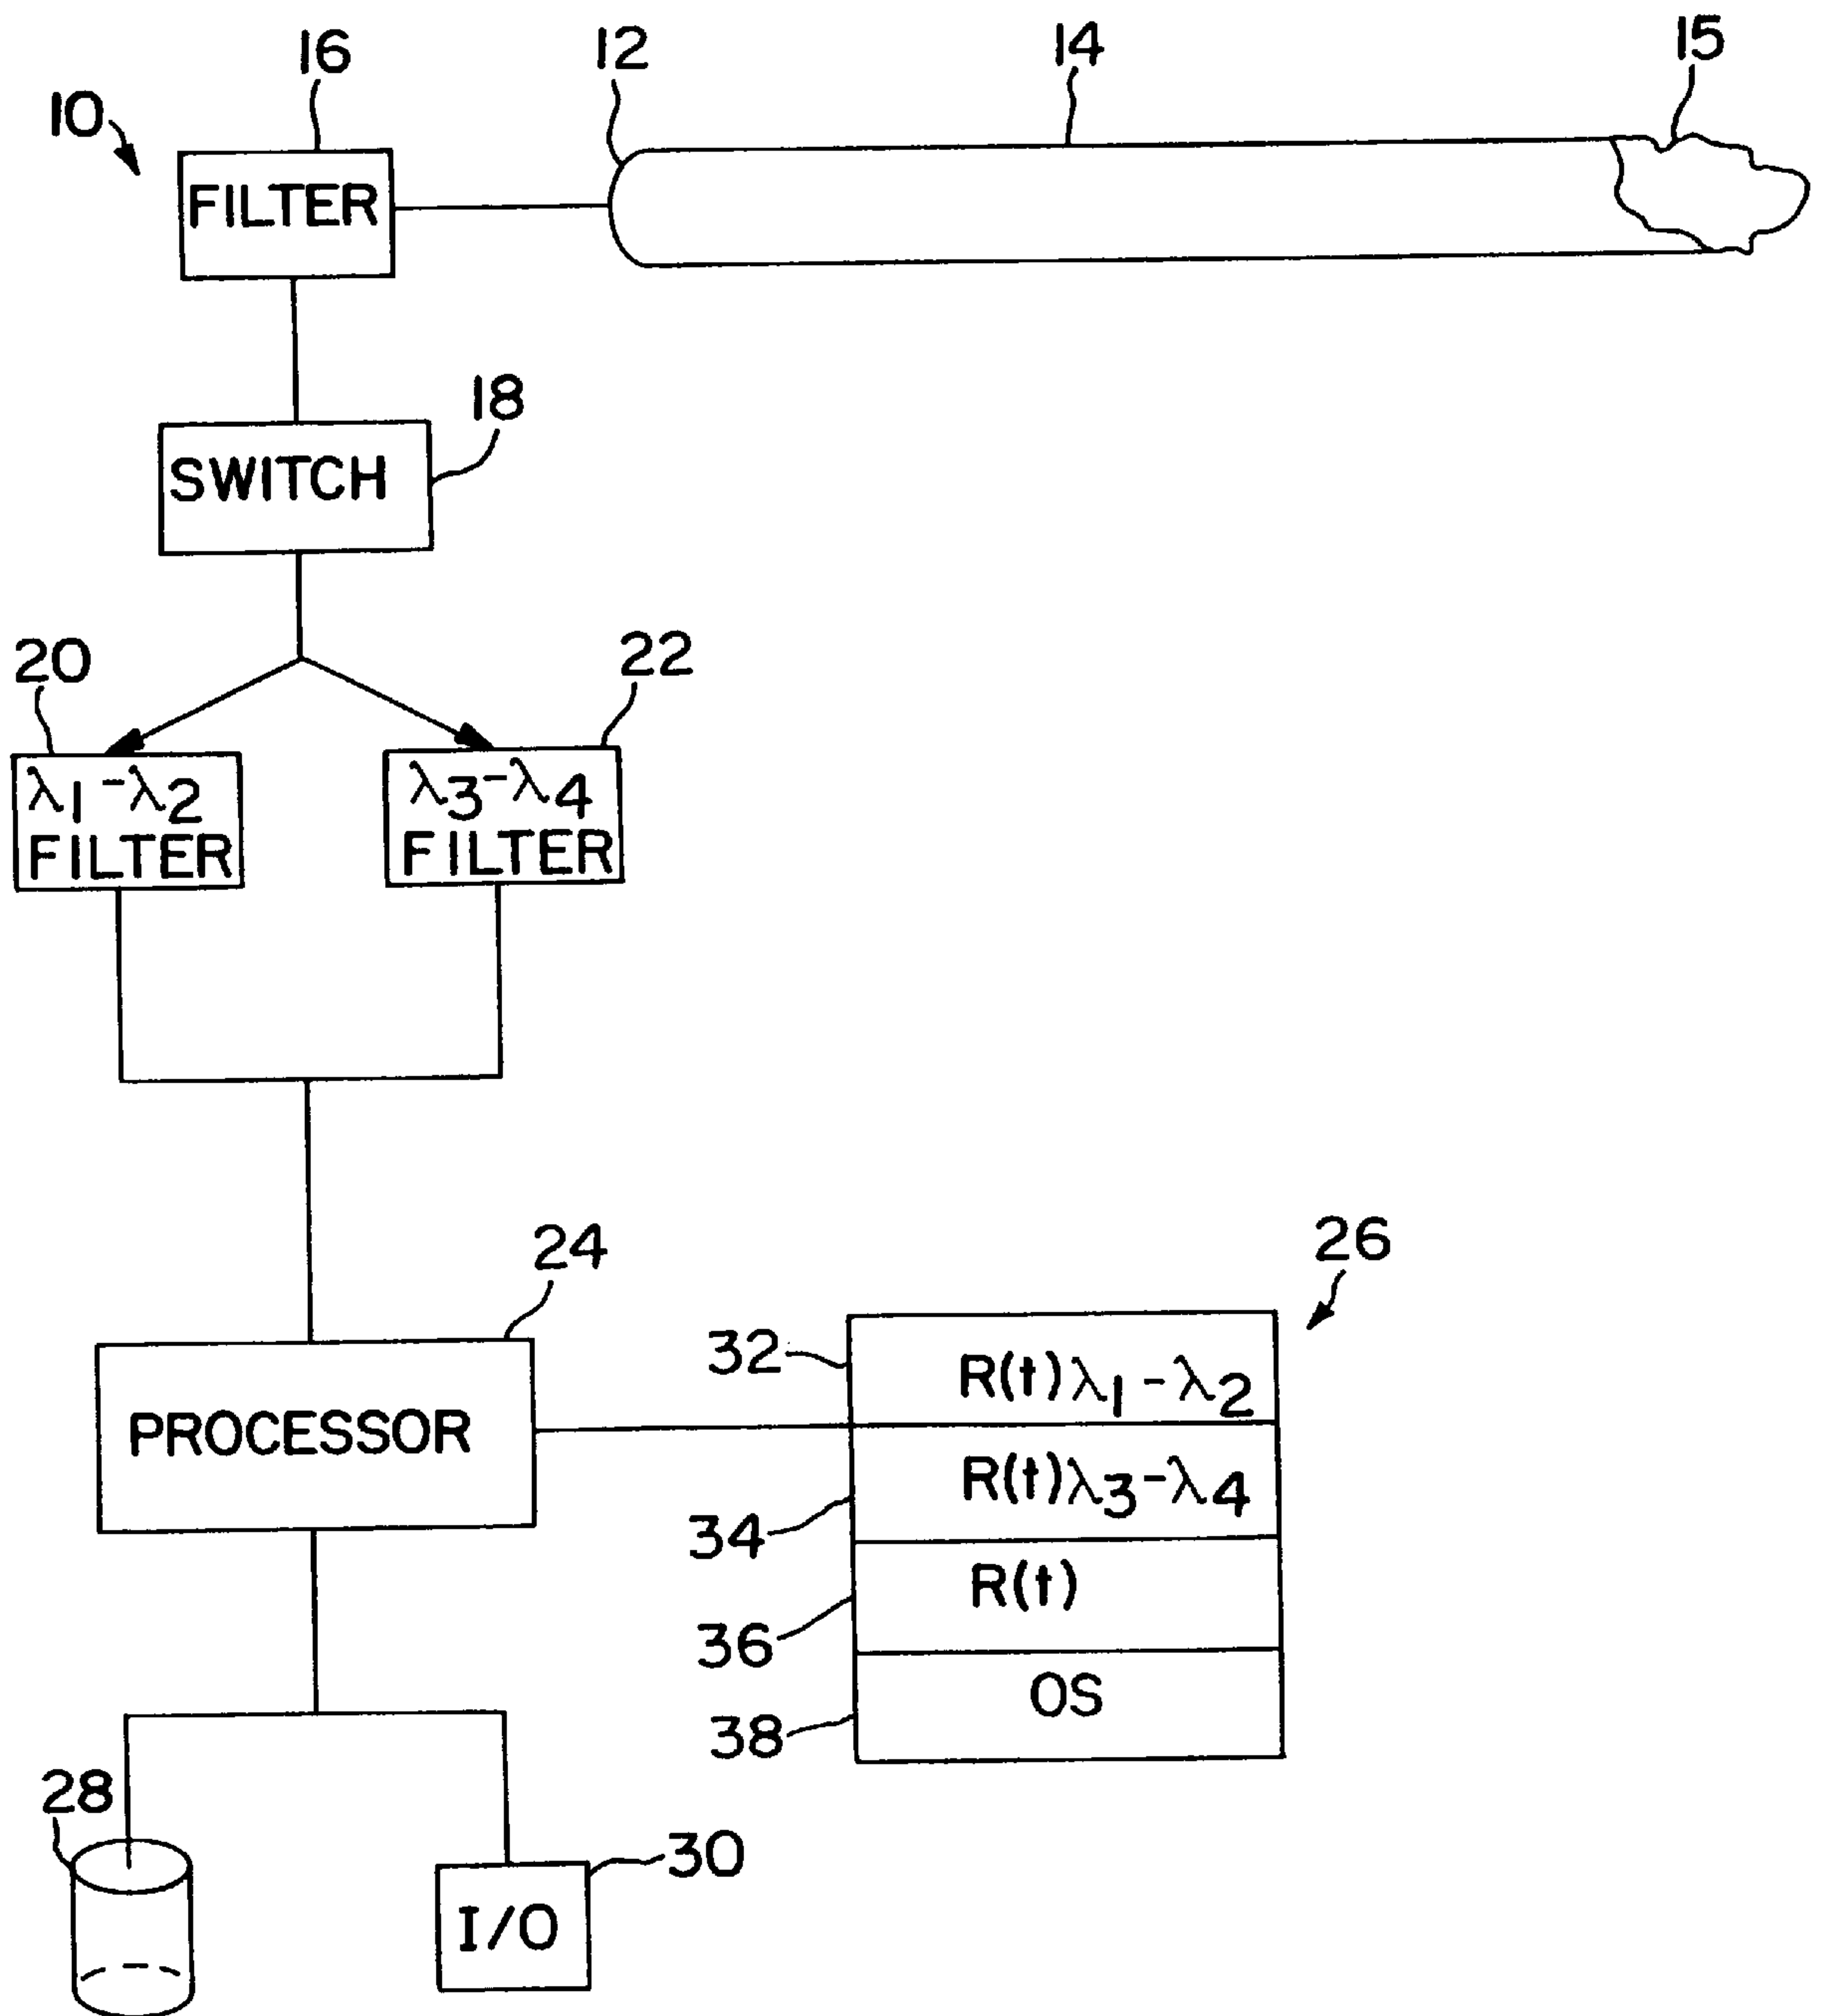 16
12
14
15
10
FILTER
18
SWITCH
20
22
λ1-λ2
FILTER
λ3-λ4
FILTER
24
26
PROCESSOR
32
R(t)λ1-λ2
34
R(t)λ3-λ4
36
R(t)
38
OS
28
30
I/O